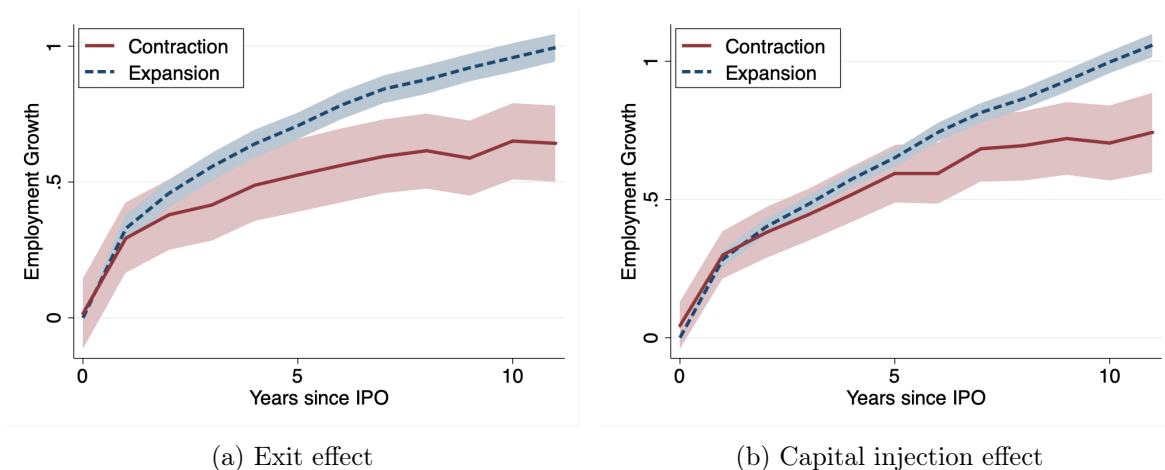 Contraction
Expansion
Employment Growth
1
.5
0
0
5
10
Years since IPO
(a) Exit effect
Contraction
Expansion
Employment Growth
1
.5
0
0
5
10
Years since IPO
(b) Capital injection effect